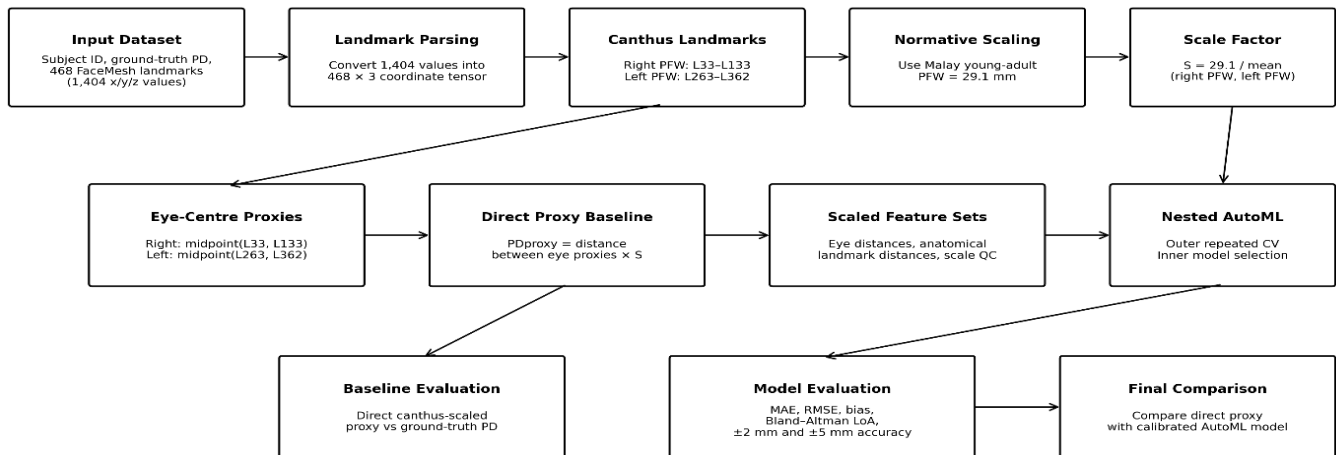 Input Dataset
Subject ID, ground-truth PD,
468 FaceMesh landmarks
(1,404 x/y/z values)
Landmark Parsing
Convert 1,404 values into
468 × 3 coordinate tensor
Canthus Landmarks
Right PFW: L33–L133
Left PFW: L263–L362
Normative Scaling
Use Malay young-adult
PFW = 29.1 mm
Scale Factor
S = 29.1 / mean
(right PFW, left PFW)
Eye-Centre Proxies
Right: midpoint(L33, L133)
Left: midpoint(L263, L362)
Direct Proxy Baseline
PDproxy = distance
between eye proxies × S
Scaled Feature Sets
Eye distances, anatomical
landmark distances, scale QC
Nested AutoML
Outer repeated CV
Inner model selection
Baseline Evaluation
Direct canthus-scaled
proxy vs ground-truth PD
Model Evaluation
MAE, RMSE, bias,
Bland–Altman LoA,
±2 mm and ±5 mm accuracy
Final Comparison
Compare direct proxy
with calibrated AutoML model